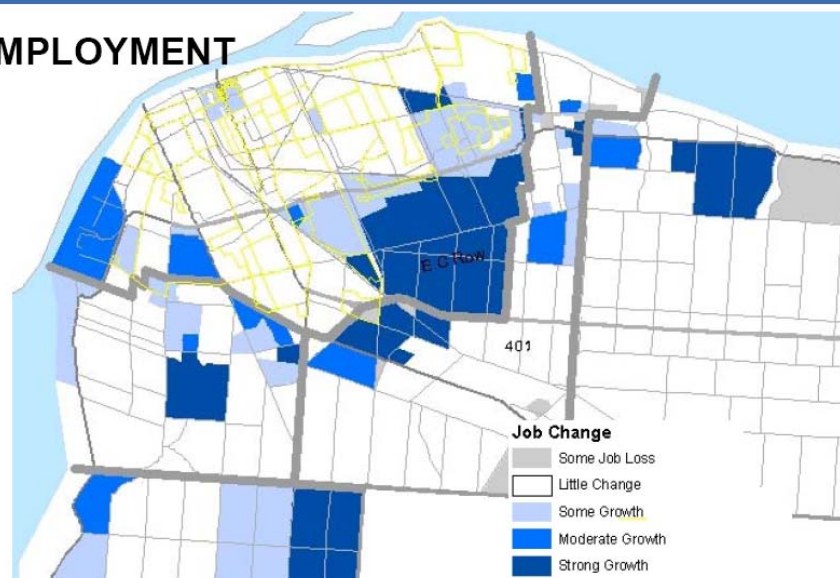 MPLOYMENT
E C Row
401
Job Change
Some Job Loss
Little Change
Some Growth
Moderate Growth
Strong Growth